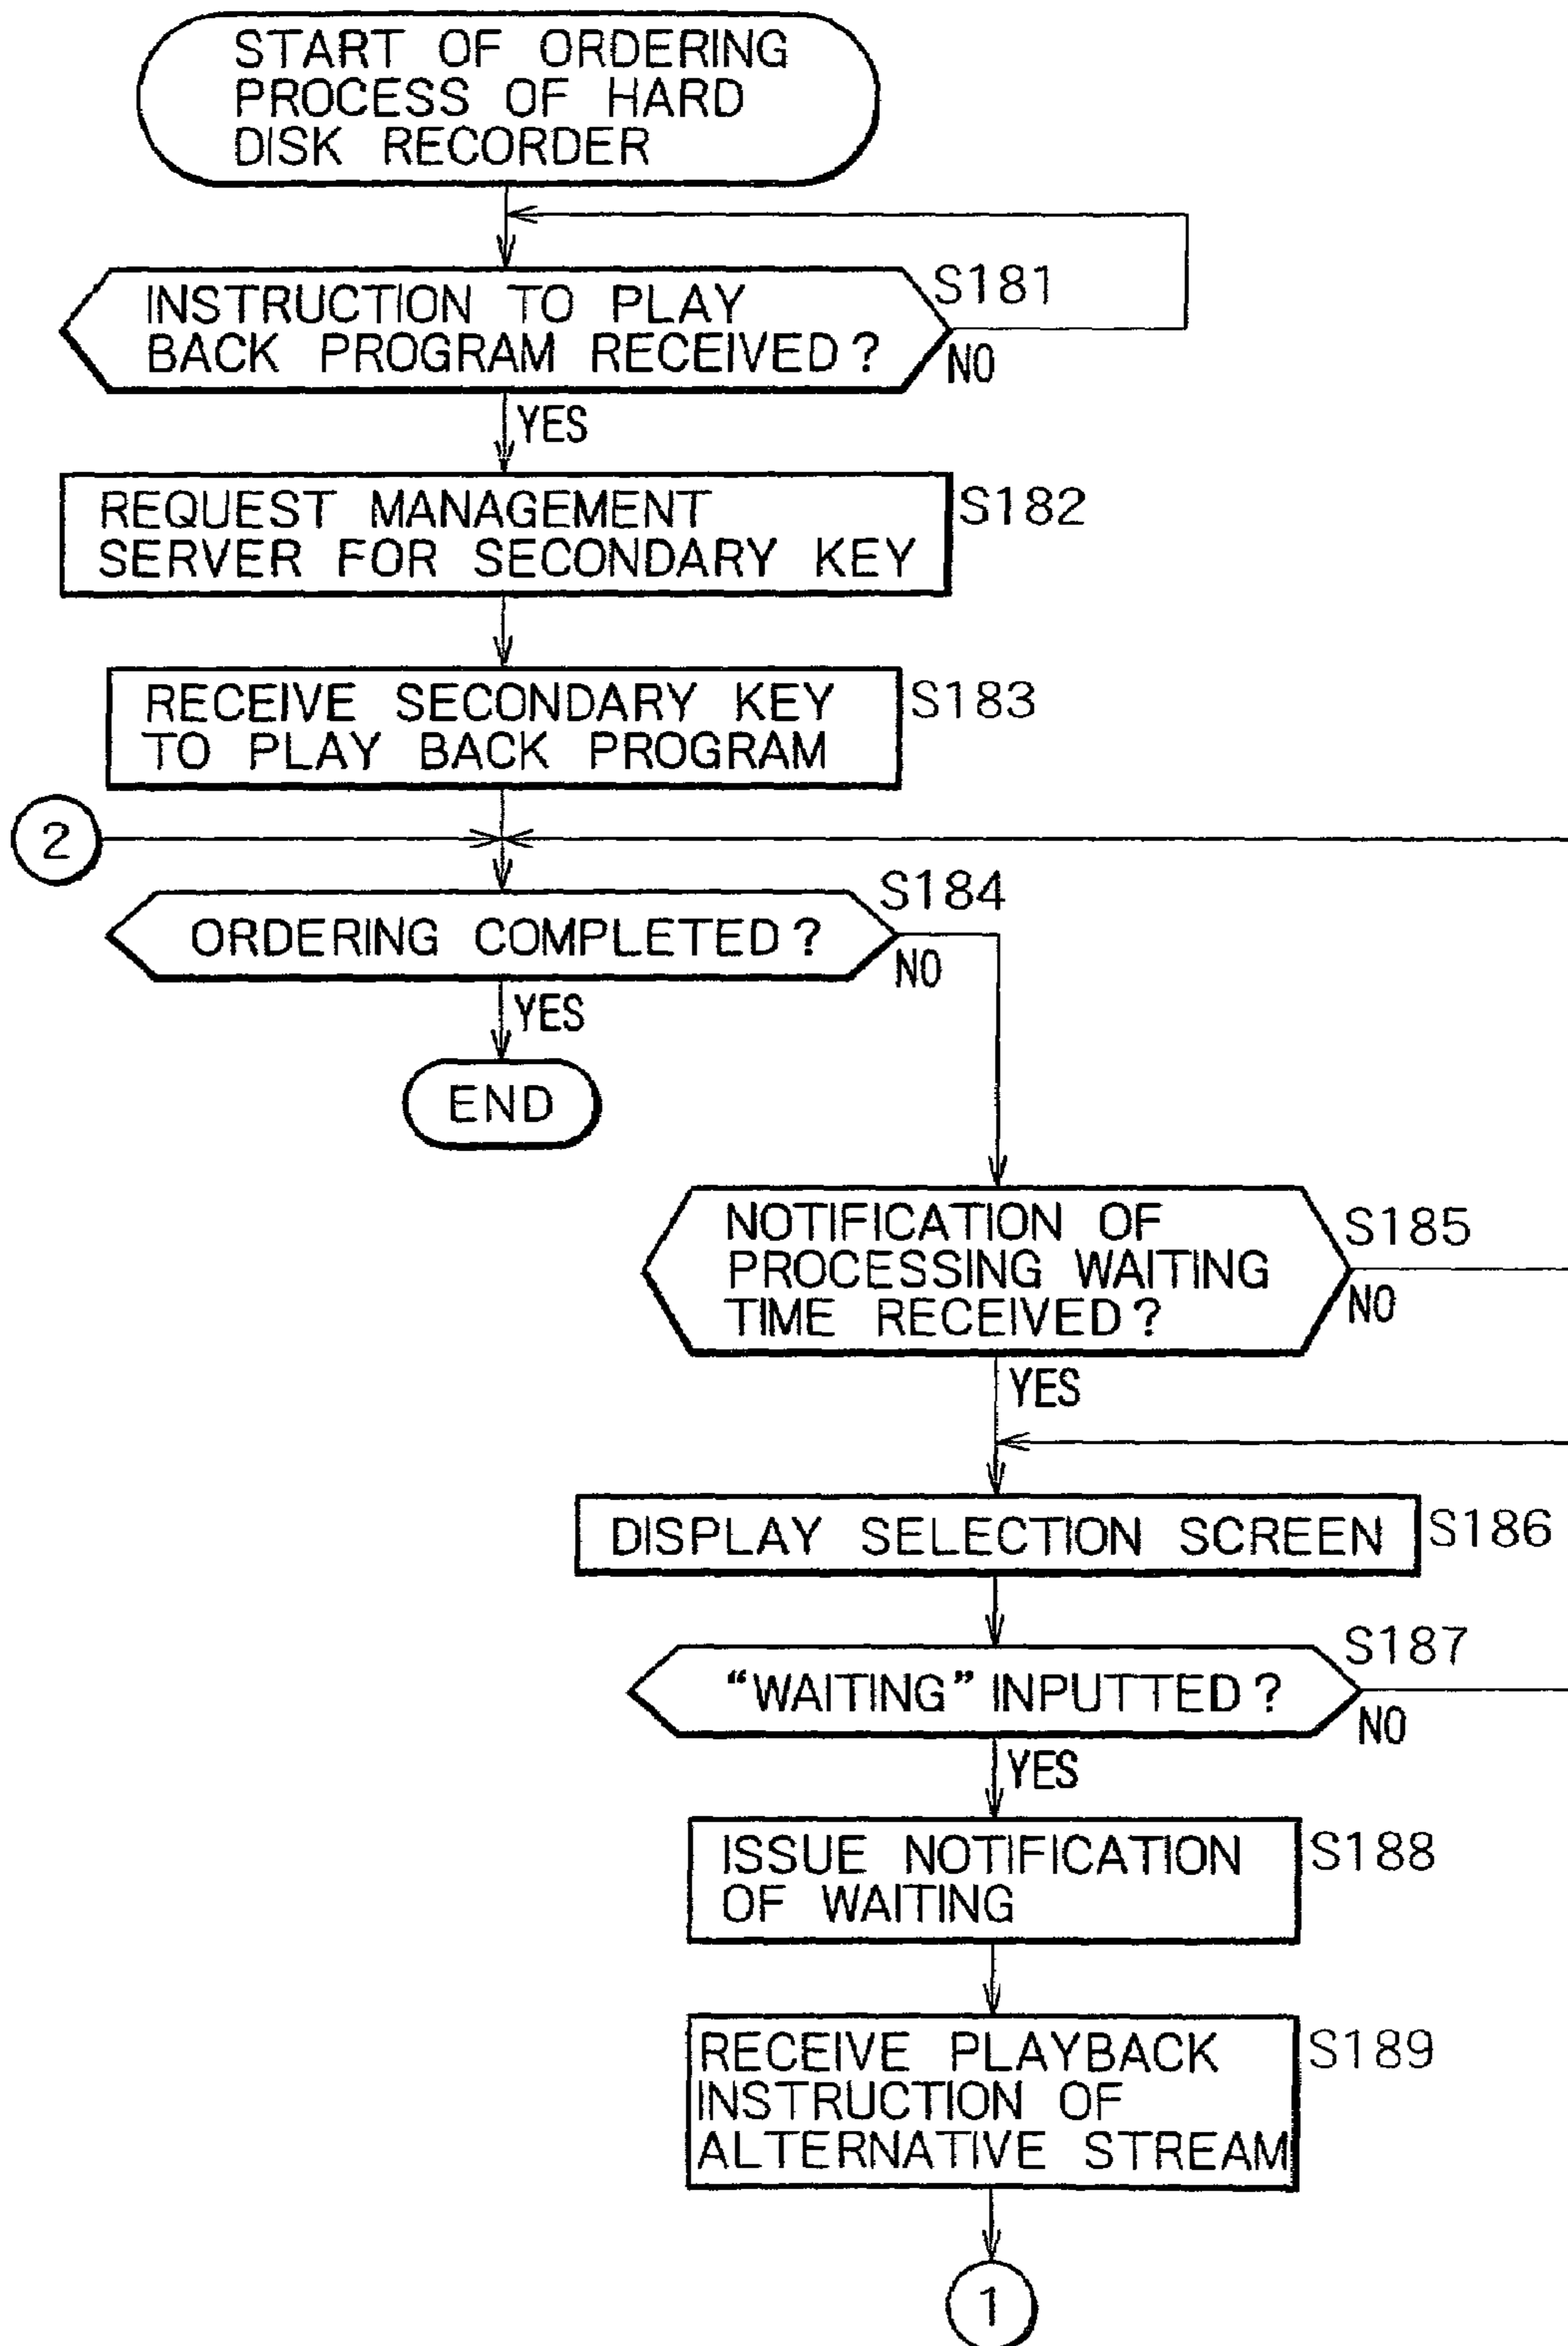 START OF ORDERING
PROCESS OF HARD
DISK RECORDER
INSTRUCTION TO PLAY
BACK PROGRAM RECEIVED?
S181
NO
YES
REQUEST MANAGEMENT
SERVER FOR SECONDARY KEY
S182
RECEIVE SECONDARY KEY
TO PLAY BACK PROGRAM
S183
2
ORDERING COMPLETED?
S184
NO
YES
END
NOTIFICATION OF
PROCESSING WAITING
TIME RECEIVED?
S185
NO
YES
DISPLAY SELECTION SCREEN
S186
“WAITING” INPUTTED?
S187
NO
YES
ISSUE NOTIFICATION
OF WAITING
S188
RECEIVE PLAYBACK
INSTRUCTION OF
ALTERNATIVE STREAM
S189
1